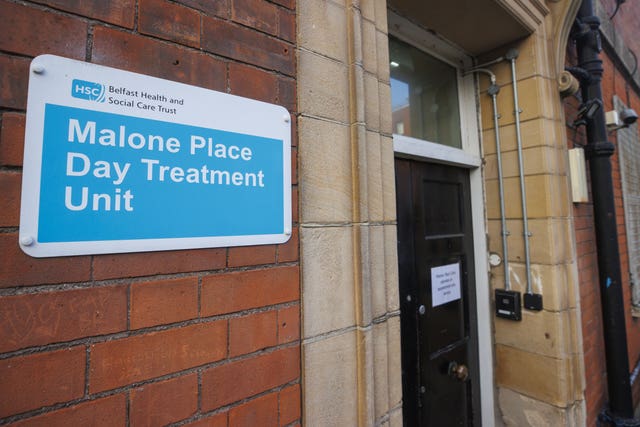 HSC
Belfast Health and
Social Care Trust
Malone Place
Day Treatment
Unit